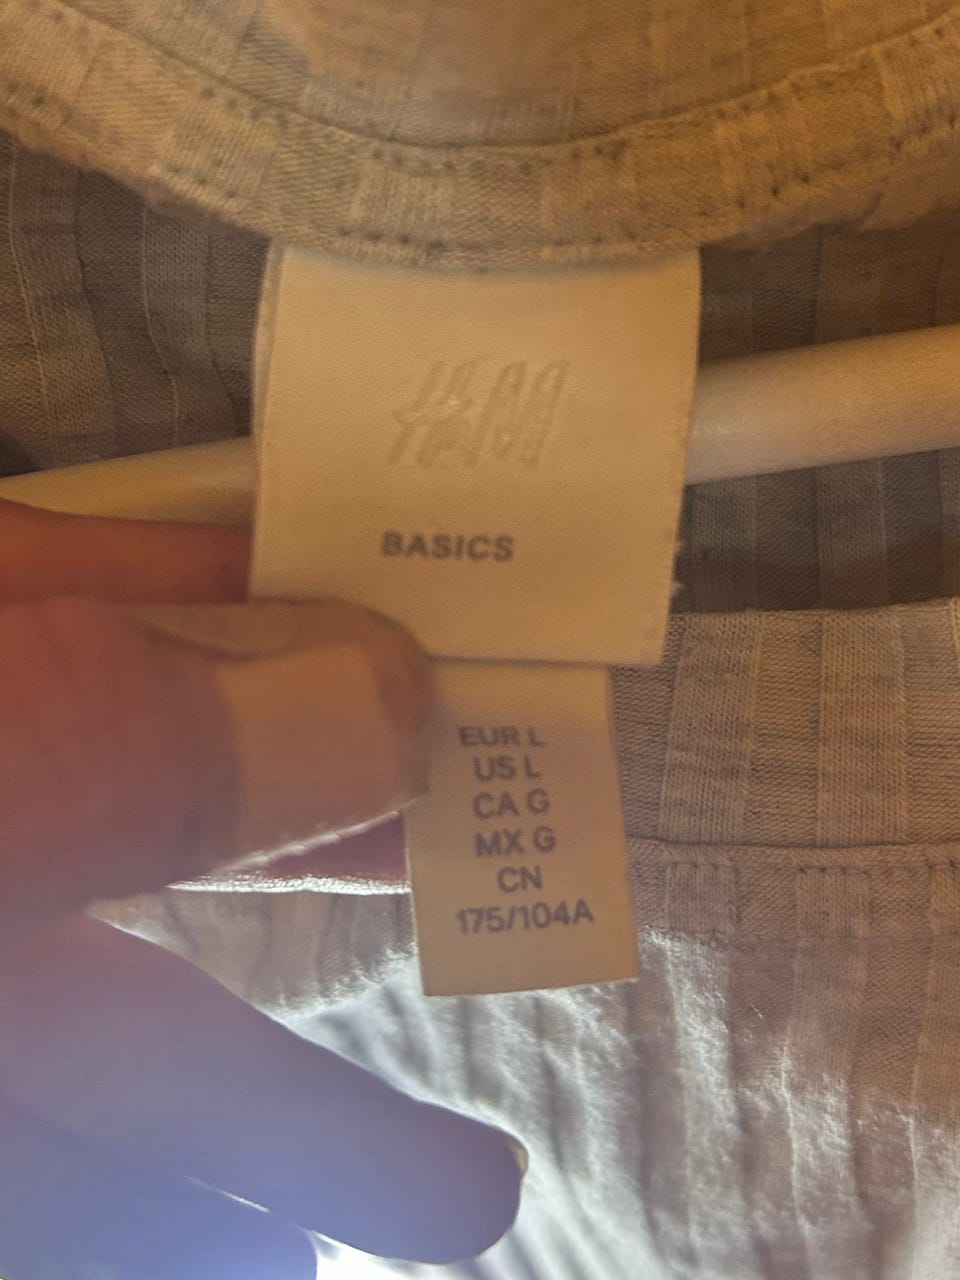 H&M
BASICS
EUR L
US L
CA G
MX G
CN
175/104A